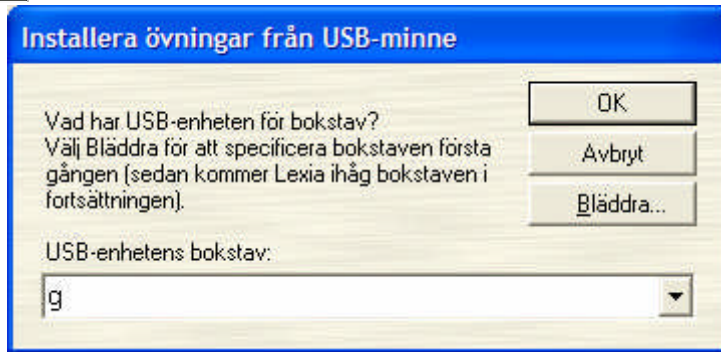 Installera övningar från USB-minne
Vad har USB-enheten för bokstav?
Välj Bläddra för att specificera bokstaven första
gången (sedan kommer Lexia ihåg bokstaven i
fortsättningen).
OK
Avbryt
Bläddra...
USB-enhetens bokstav:
g